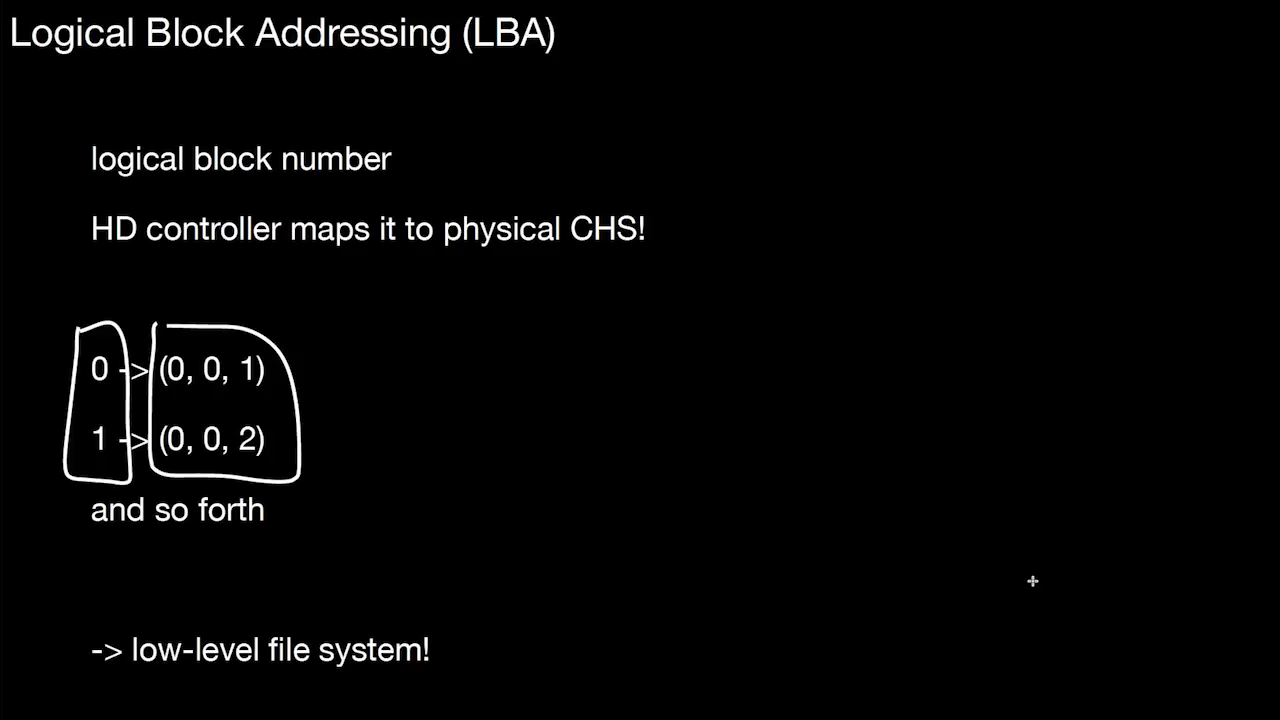 Logical Block Addressing (LBA)
logical block number
HD controller maps it to physical CHS!
0 -> (0, 0, 1)
1 -> (0, 0, 2)
and so forth
-> low-level file system!